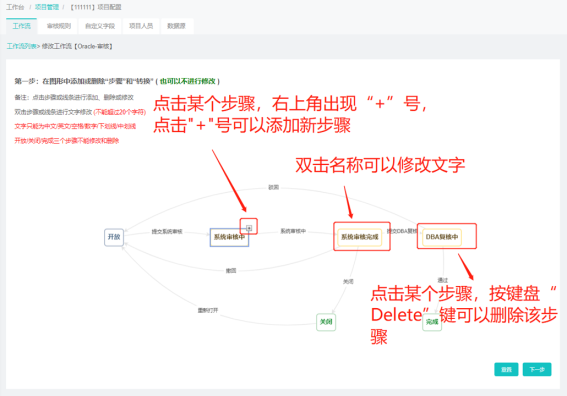 工作台 / 项目管理 / 【111111】项目配置
工作流 审核规则 自定义字段 项目人员 数据源
工作流列表> 修改工作流【Oracle-审核】
第一步：在图形中添加或删除“步骤”和“转换”（也可以不进行修改）
备注：点击步骤或线条进行添加、删除或修改
双击步骤或线条进行文字修改 (不能超过20个字符)
文字只能为中文/英文/空格/数字/下划线/中划线
开放/关闭/完成三个步骤不能修改和删除
点击某个步骤，右上角出现“+”号，
点击"+"号可以添加新步骤
双击名称可以修改文字
开放
提交系统审核
系统审核中
系统审核中
系统审核完成
提交DBA复核
DBA复核中
撤回
关闭
通过
重新打开
关闭
完成
点击某个步骤，按键盘“
Delete”键可以删除该步
骤
下一步